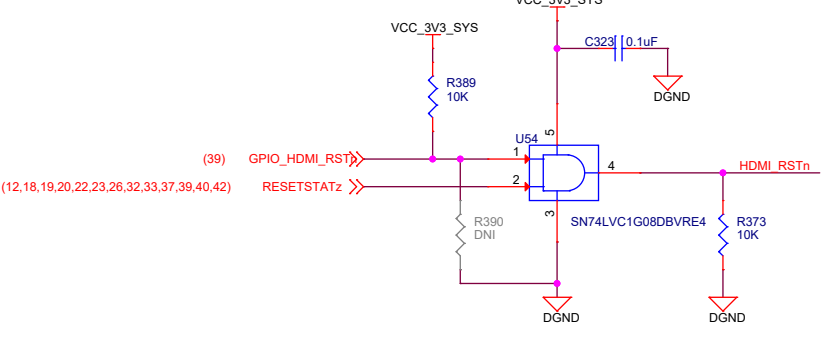 VCC_3V3_SYS
VCC_3V3_SYS
C323 0.1uF
R389
10K
DGND
U54
5
(39) GPIO_HDMI_RSTn
1
4
HDMI_RSTn
(12,18,19,20,22,23,26,32,33,37,39,40,42) RESETSTATz
2
3
R390
DNI
SN74LVC1G08DBVRE4
R373
10K
DGND
DGND